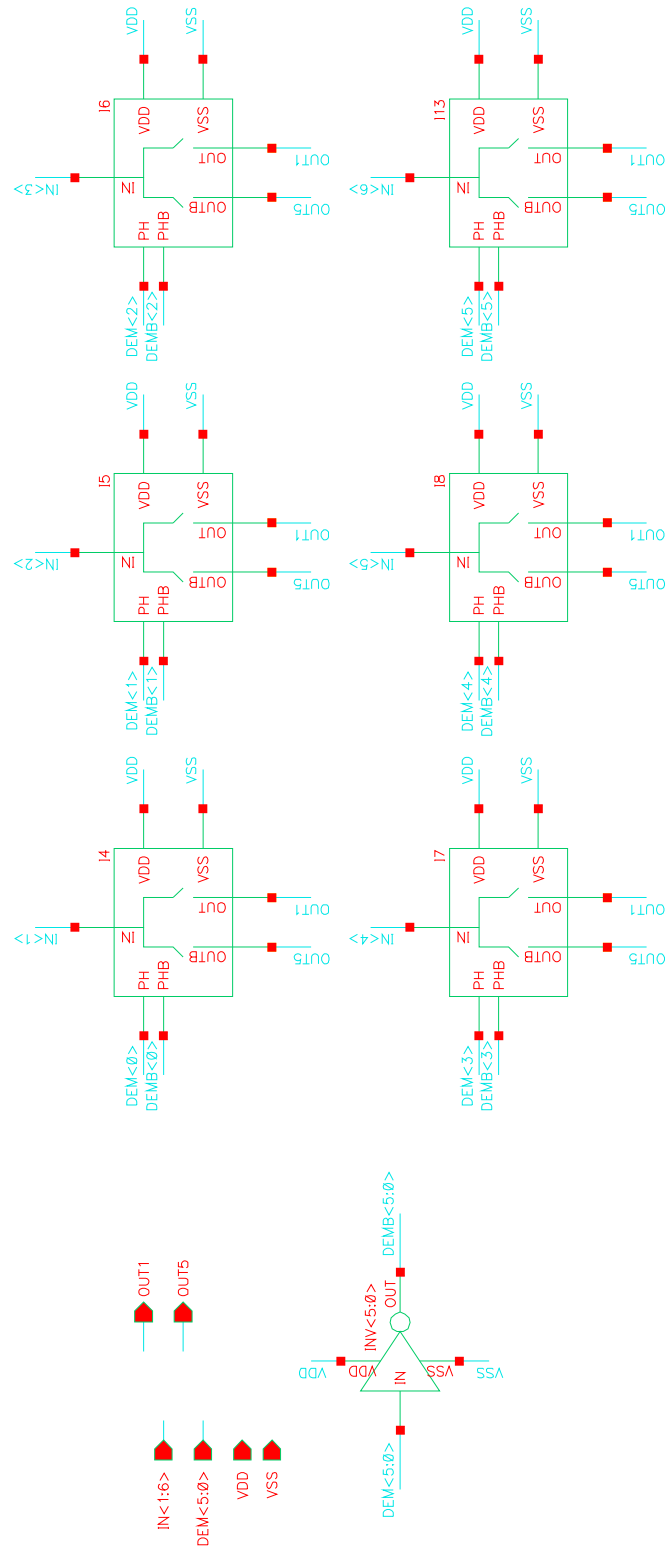 I4
IN<1>
IN
DEM<0>
DEMB<0>
PH
PHB
VDD
VSS
VDD
VSS
OUTB
OUT
OUT5
OUT1
I5
IN<2>
IN
DEM<1>
DEMB<1>
PH
PHB
VDD
VSS
VDD
VSS
OUTB
OUT
OUT5
OUT1
I6
IN<3>
IN
DEM<2>
DEMB<2>
PH
PHB
VDD
VSS
VDD
VSS
OUTB
OUT
OUT5
OUT1
I7
IN<4>
IN
DEM<3>
DEMB<3>
PH
PHB
VDD
VSS
VDD
VSS
OUTB
OUT
OUT5
OUT1
I8
IN<5>
IN
DEM<4>
DEMB<4>
PH
PHB
VDD
VSS
VDD
VSS
OUTB
OUT
OUT5
OUT1
I13
IN<6>
IN
DEM<5>
DEMB<5>
PH
PHB
VDD
VSS
VDD
VSS
OUTB
OUT
OUT5
OUT1
IN<1:6>
DEM<5:0>
VDD
VSS
OUT1
OUT5
VDD
VDD
INV<5:0>
DEM<5:0>
IN
OUT
DEMB<5:0>
VSS
VSS